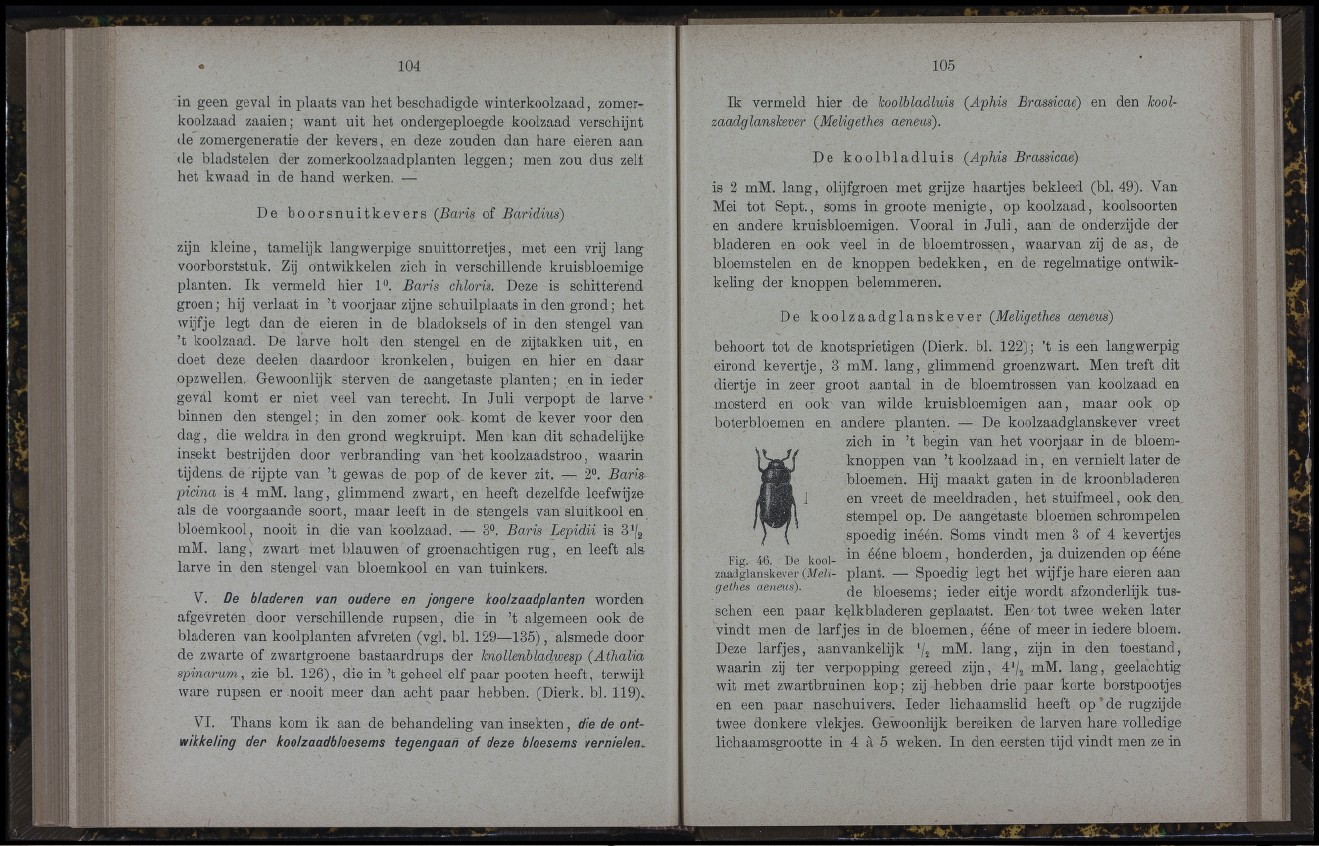 104
in geen geval in plaats van het beschadigde winterkoolzaad, zomer-
koolzaad zaaien; want uit het ondergeploegde koolzaad verschijnt
de zomergeneratie der kevers, en deze zouden dan hare eieren aan
de bladstelen der zomerkoolzaadplanten leggen; men zou dus zelf
het kwaad in de hand werken. —
De boorsnuitkevers (Baris of Baridius)
zijn kleine, tamelijk langwerpige snuittorretjes, met een vrij lang
voorborststuk. Zij ontwikkelen zich in verschillende kruisbloemige
planten. Ik vermeld hier 1°. Baris chloris. Deze is schitterend
groen; hij verlaat in 't voorjaar zijne schuilplaats in den grond; het
wijfje legt dan de eieren in de bladoksels of in den stengel van
't koolzaad. De larve holt den stengel en de zijtakken uit, en
doet deze deelen daardoor kronkelen, buigen en hier en daar
opzwellen. Gewoonlijk sterven de aangetaste planten; en in ieder
geval komt er niet veel van terecht. In Juli verpopt de larve
binnen den stengel; in den zomer ook komt de kever voor den
dag, die weldra in den grond wegkruipt. Men kan dit schadelijke
insekt bestrijden door verbranding van het koolzaadstroo, waarin
tijdens de rijpte van 't gewas de pop of de kever zit. — 2°. Baris
picina is 4 mM. lang, glimmend zwart, en heeft dezelfde leefwijze
als de voorgaande soort, maar leeft in de stengels van sluitkool en
bloemkool, nooit in die van koolzaad. — 3°. Baris Lepidii is 3½
mM. lang, zwart met blauwen of groenachtigen rug, en leeft als
larve in den stengel van bloemkool en van tuinkers.
V. De bladeren van oudere en jongere koolzaadplanten worden
afgevreten door verschillende rupsen, die in 't algemeen ook de
bladeren van koolplanten afvreten (vgl. bl. 129—135), alsmede door
de zwarte of zwartgroene bastaardrups der knollenbladwesp (Athalia
spinarum, zie bl. 126), die in 't geheel elf paar pooten heeft, terwijl
ware rupsen er nooit meer dan acht paar hebben. (Dierk. bl. 119).
VI. Thans kom ik aan de behandeling van insekten, die de ont-
wikkeling der koolzaadbloesems tegengaan of deze bloesems vernielen.
105
Ik vermeld hier de koolbladluis (Aphis Brassicae) en den kool-
zaadglanskever (Meligethes aeneus).
De koolbladluis (Aphis Brassicae)
is 2 mM. lang, olijfgroen met grijze haartjes bekleed (bl. 49). Van
Mei tot Sept., soms in groote menigte, op koolzaad, koolsoorten
en andere kruisbloemigen. Vooral in Juli, aan de onderzijde der
bladeren en ook veel in de bloemtrossen, waarvan zij de as, de
bloemstelen en de knoppen bedekken, en de regelmatige ontwik-
keling der knoppen belemmeren.
De koolzaadglanskever (Meligethes aeneus)
behoort tot de knotsprietigen (Dierk. bl. 122); 't is een langwerpig
eirond kevertje, 3 mM. lang, glimmend groenzwart. Men treft dit
diertje in zeer groot aantal in de bloemtrossen van koolzaad en
mosterd en ook van wilde kruisbloemigen aan, maar ook op
boterbloemen en andere planten. — De koolzaadglanskever vreet
zich in 't begin van het voorjaar in de bloem-
knoppen van 't koolzaad in, en vernielt later de
bloemen. Hij maakt gaten in de kroonbladeren
en vreet de meeldraden, het stuifmeel, ook den
stempel op. De aangetaste bloemen schrompelen
spoedig inéén. Soms vindt men 3 of 4 kevertjes
in ééne bloem, honderden, ja duizenden op ééne
plant. — Spoedig legt het wijfje hare eieren aan
de bloesems; ieder eitje wordt afzonderlijk tus-
Fig. 46. De kool-
zaadglanskever (Meli-
gethes aeneus).
schen een paar kelkbladeren geplaatst. Een tot twee weken later
vindt men de larfjes in de bloemen, ééne of meer in iedere bloem.
Deze larfjes, aanvankelijk ½ mM. lang, zijn in den toestand,
waarin zij ter verpopping gereed zijn, 4½ mM. lang, geelachtig
wit met zwartbruinen kop; zij hebben drie paar korte borstpootjes
en een paar naschuivers. Ieder lichaamslid heeft op de rugzijde
twee donkere vlekjes. Gewoonlijk bereiken de larven hare volledige
lichaamsgrootte in 4 à 5 weken. In den eersten tijd vindt men ze in